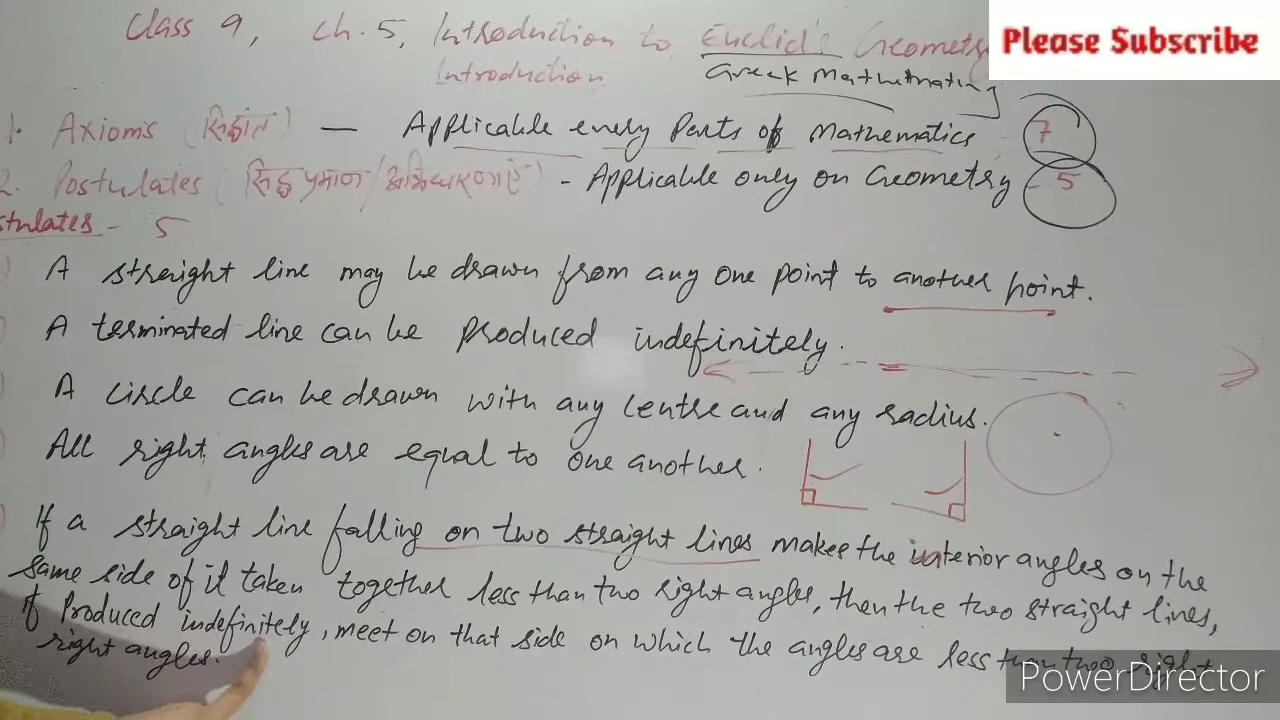 Class 9, Ch. 5, Introduction to Euclid's Geometry
Please Subscribe
Introduction
Greek Mathematician
1. Axioms (सिद्धांत) — Applicable every Parts of Mathematics 7
2. Postulates (सिद्ध प्रमाण/अभिधारणाएं) - Applicable only on Geometry - 5
stulates - 5
) A straight line may be drawn from any one point to another point.
A terminated line can be produced indefinitely.
) A circle can be drawn with any centre and any radius.
) All right angles are equal to one another.
) If a straight line falling on two straight lines makes the interior angles on the
same side of it taken together less than two right angles, then the two straight lines,
if Produced indefinitely, meet on that side on which the angles are less than two right
right angles.
PowerDirector